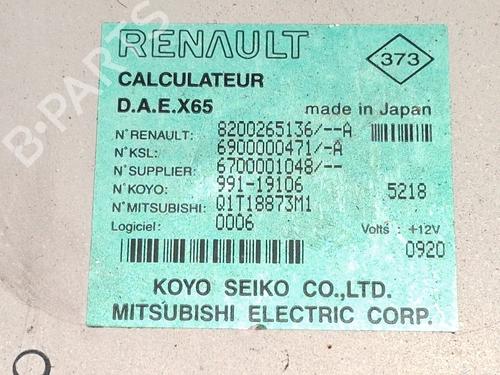 RENAULT
373
CALCULATEUR
D.A.E.X65
made in Japan
N°RENAULT: 8200265136/--A
N°KSL: 6900000471/-A
N°SUPPLIER: 6700001048/--
N°KOYO: 991-19106
5218
N°MITSUBISHI: Q1T18873M1
Logiciel: 0006
Volts : +12V
0920
KOYO SEIKO CO.,LTD.
MITSUBISHI ELECTRIC CORP.
B-PARTS